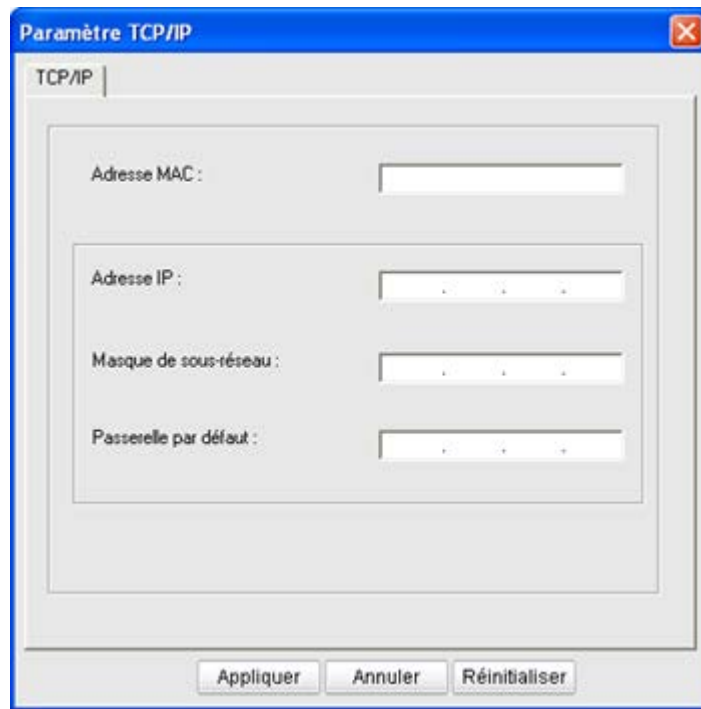 Paramètre TCP/IP
TCP/IP
Adresse MAC :
Adresse IP :
. . .
Masque de sous-réseau :
. . .
Passerelle par défaut :
. . .
Appliquer Annuler Réinitialiser